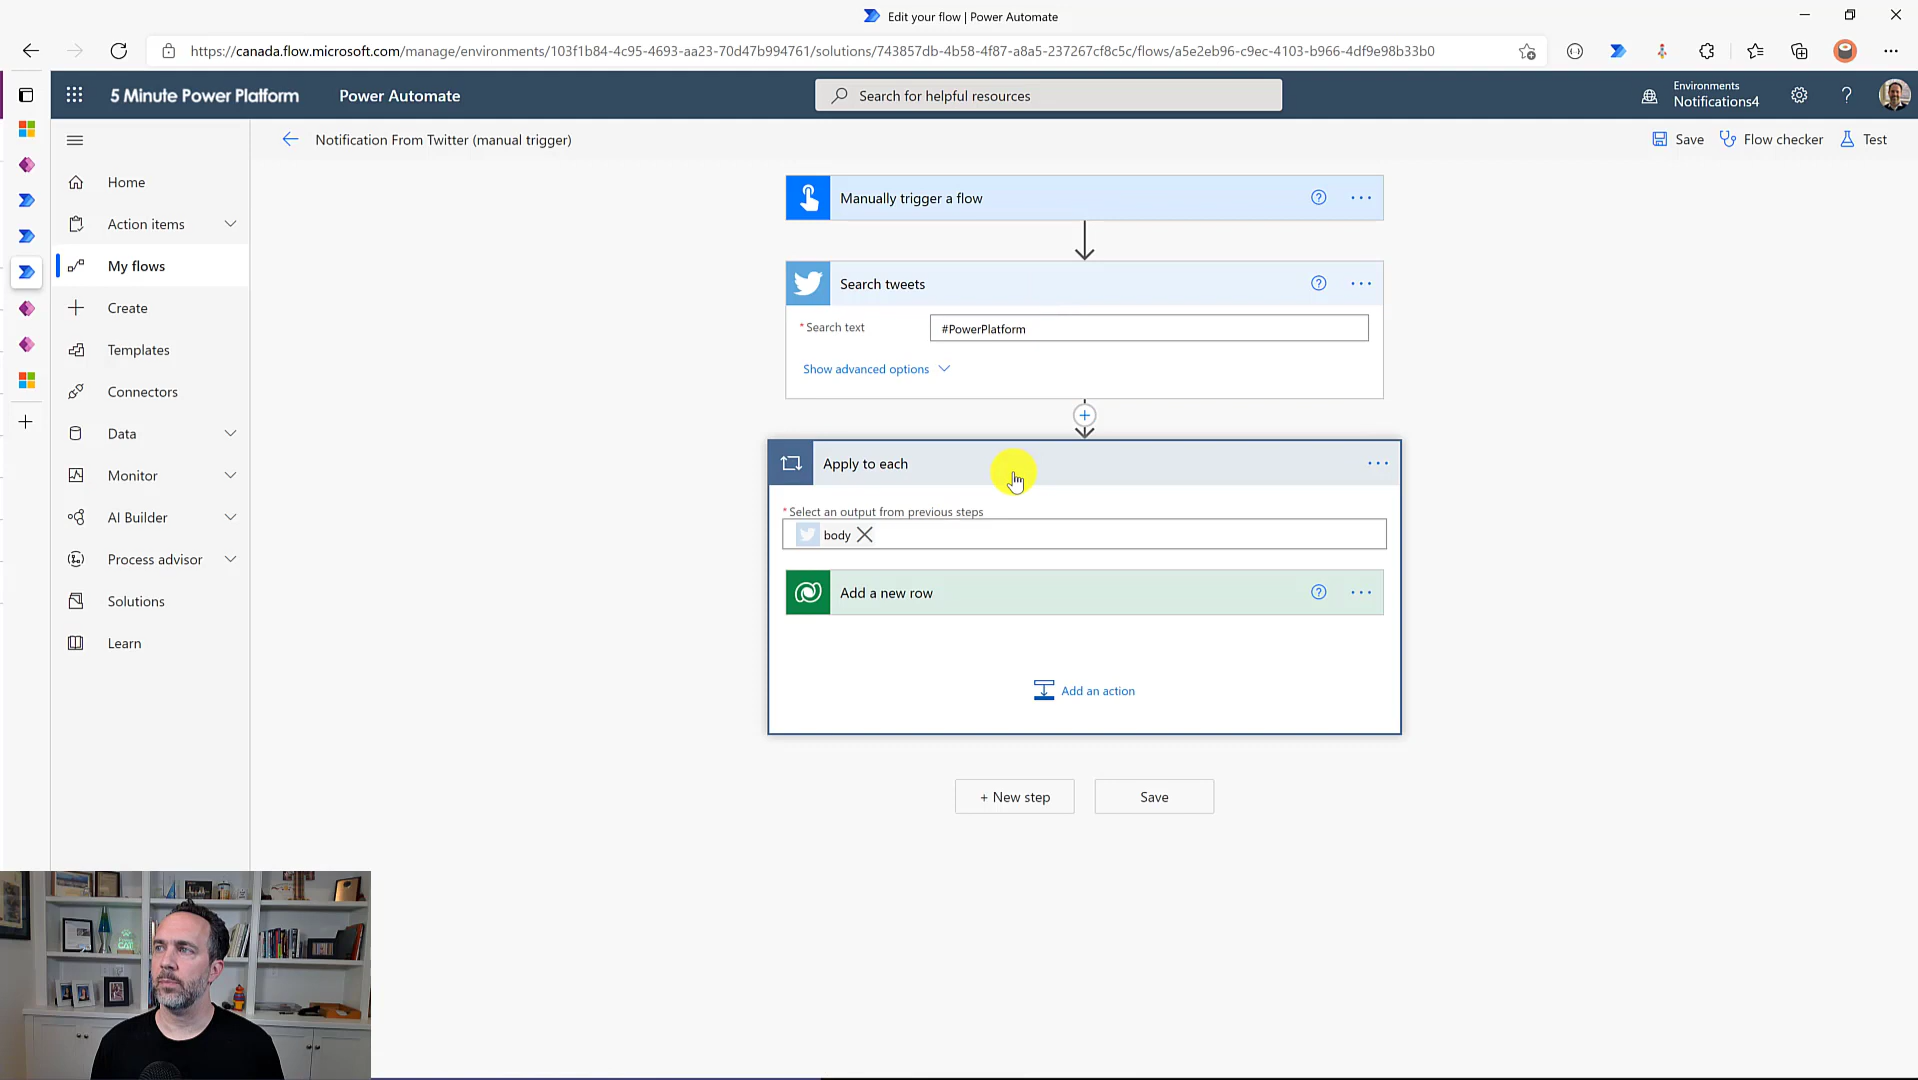 Edit your flow | Power Automate
https://canada.flow.microsoft.com/manage/environments/103f1b84-4c95-4693-aa23-70d47b994761/solutions/743857db-4b58-4f87-a8a5-237267cf8c5c/flows/a5e2eb96-c9ec-4103-b966-4df9e98b33b0
5 Minute Power Platform
Power Automate
Search for helpful resources
Environments
Notifications4
Notification From Twitter (manual trigger)
Save
Flow checker
Test
Home
Action items
My flows
Create
Templates
Connectors
Data
Monitor
AI Builder
Process advisor
Solutions
Learn
Manually trigger a flow
Search tweets
* Search text
#PowerPlatform
Show advanced options
Apply to each
* Select an output from previous steps
body
Add a new row
Add an action
+ New step
Save